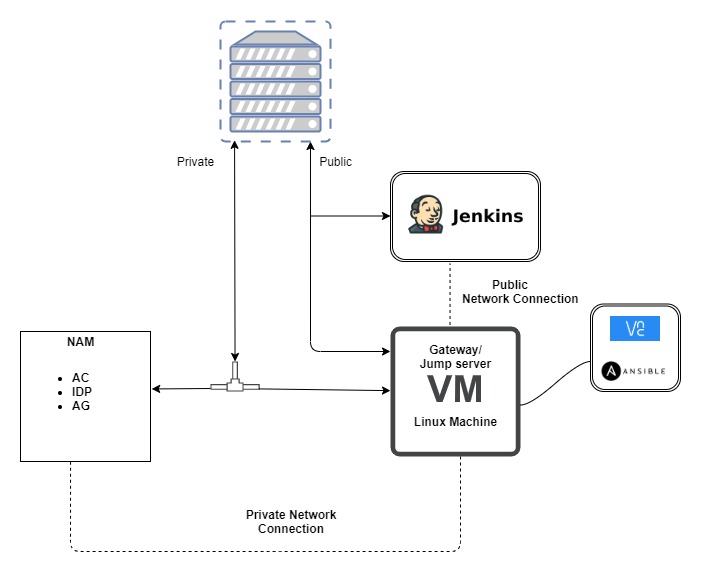 Private
Public
Jenkins
Public
Network Connection
NAM
AC
IDP
AG
Gateway/
Jump server
VM
Linux Machine
ANSIBLE
Private Network
Connection